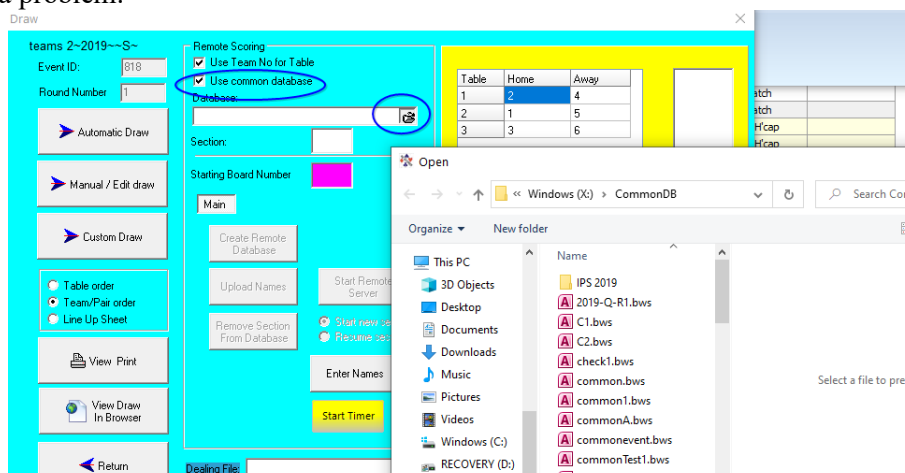 a problem.
Draw
teams 2~2019~~S~
Event ID: 818
Round Number 1
Automatic Draw
Manual / Edit draw
Custom Draw
Table order
Team/Pair order
Line Up Sheet
View Print
View Draw
In Browser
Return
Remote Scoring
Use Team No for Table
Use common database
Database:
Section:
Starting Board Number
Main
Create Remote
Database
Upload Names
Start Remote
Server
Remove Section
From Database
Enter Names
Start Timer
Dealing File:
Table Home Away
1 2 4
2 1 5
3 3 6
atch
atch
H'cap
H'cap
Open
« Windows (X:) › CommonDB
Search Co
Organize
New folder
This PC
3D Objects
Desktop
Documents
Downloads
Music
Pictures
Videos
Windows (C:)
RECOVERY (D:)
Name
IPS 2019
2019-Q-R1.bws
C1.bws
C2.bws
check1.bws
common.bws
common1.bws
commonA.bws
commonevent.bws
commonTest1.bws
Select a file to pre